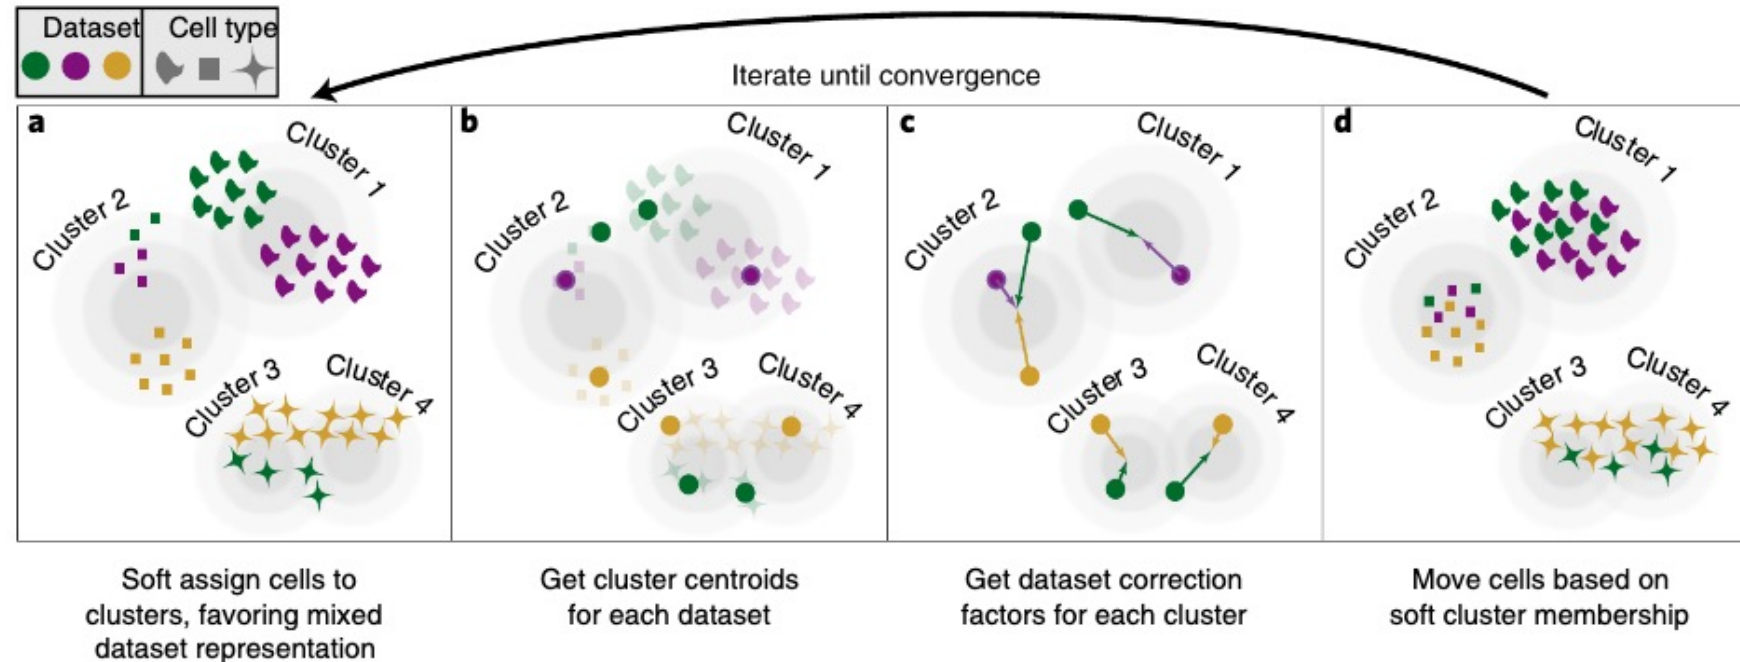 Dataset
Cell type
Iterate until convergence
a
Cluster 1
Cluster 2
Cluster 3
Cluster 4
b
Cluster 1
Cluster 2
Cluster 3
Cluster 4
c
Cluster 1
Cluster 2
Cluster 3
Cluster 4
d
Cluster 1
Cluster 2
Cluster 3
Cluster 4
Soft assign cells to
clusters, favoring mixed
dataset representation
Get cluster centroids
for each dataset
Get dataset correction
factors for each cluster
Move cells based on
soft cluster membership